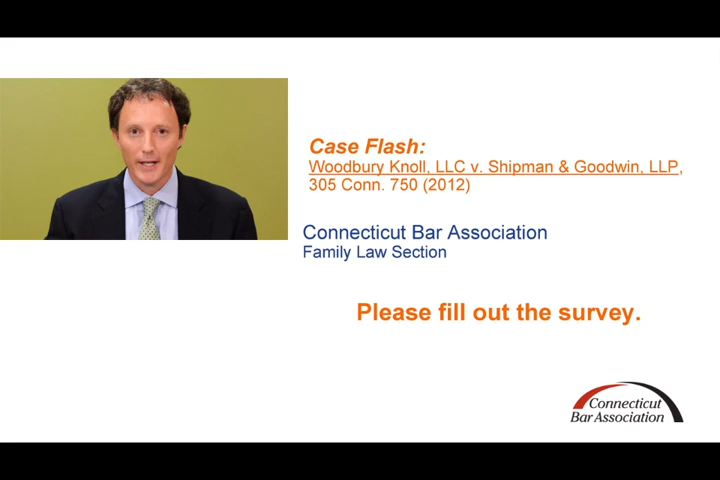 Case Flash:
Woodbury Knoll, LLC v. Shipman & Goodwin, LLP,
305 Conn. 750 (2012)
Connecticut Bar Association
Family Law Section
Please fill out the survey.
Connecticut
Bar Association